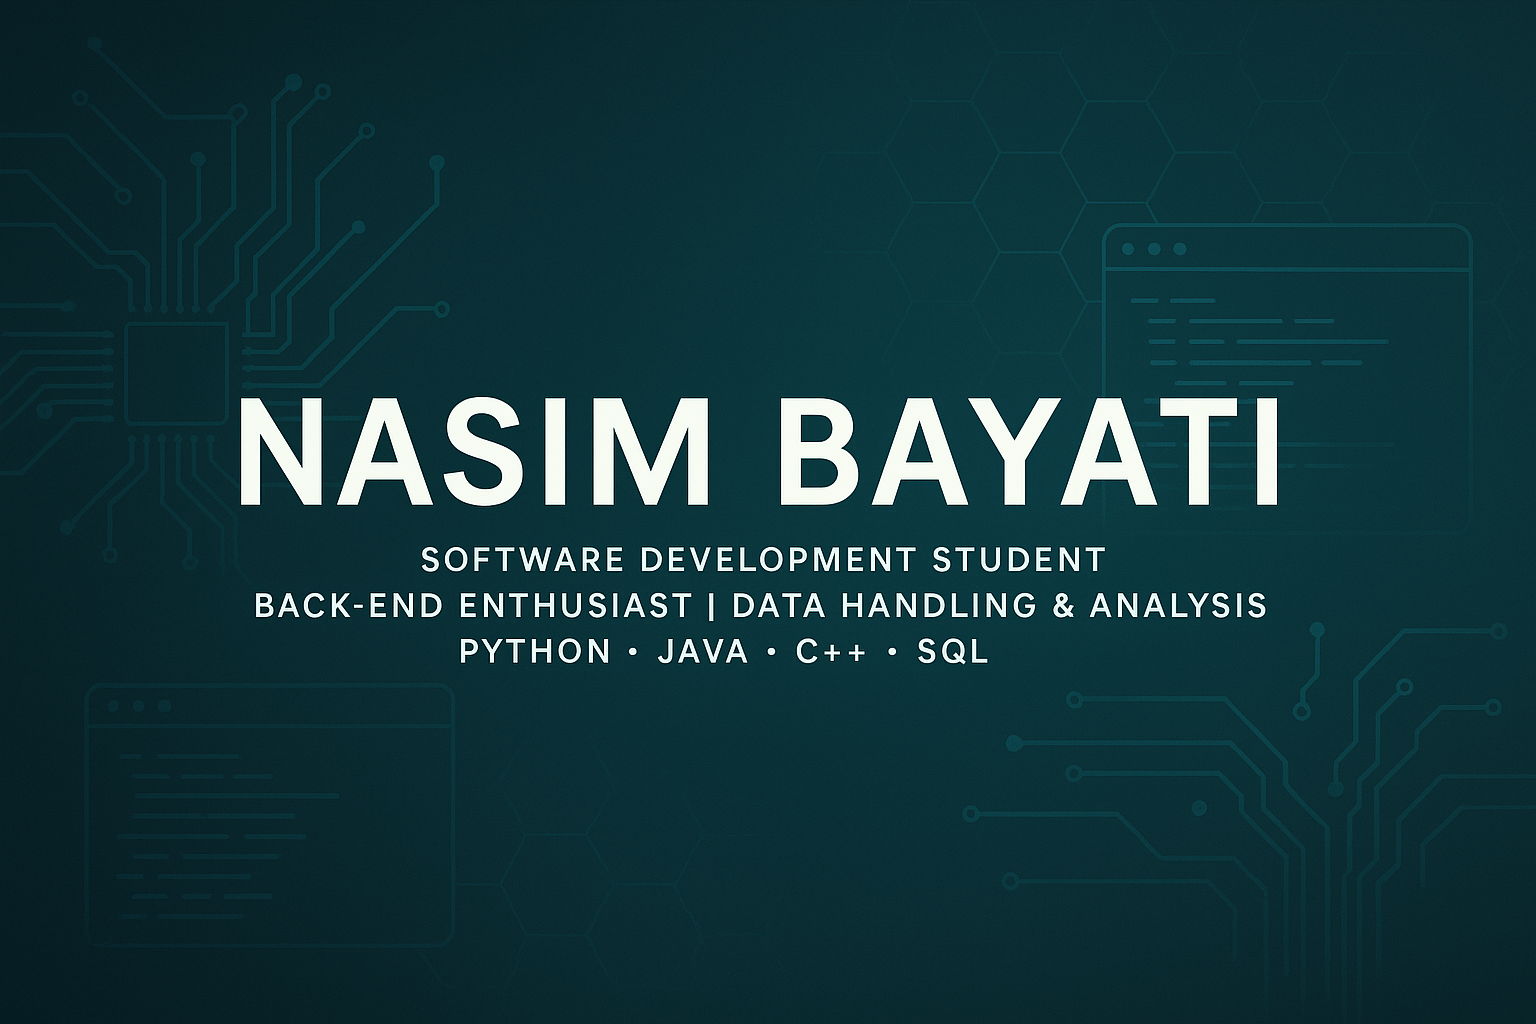 NASIM BAYATI
SOFTWARE DEVELOPMENT STUDENT
BACK-END ENTHUSIAST | DATA HANDLING & ANALYSIS
PYTHON • JAVA • C++ • SQL